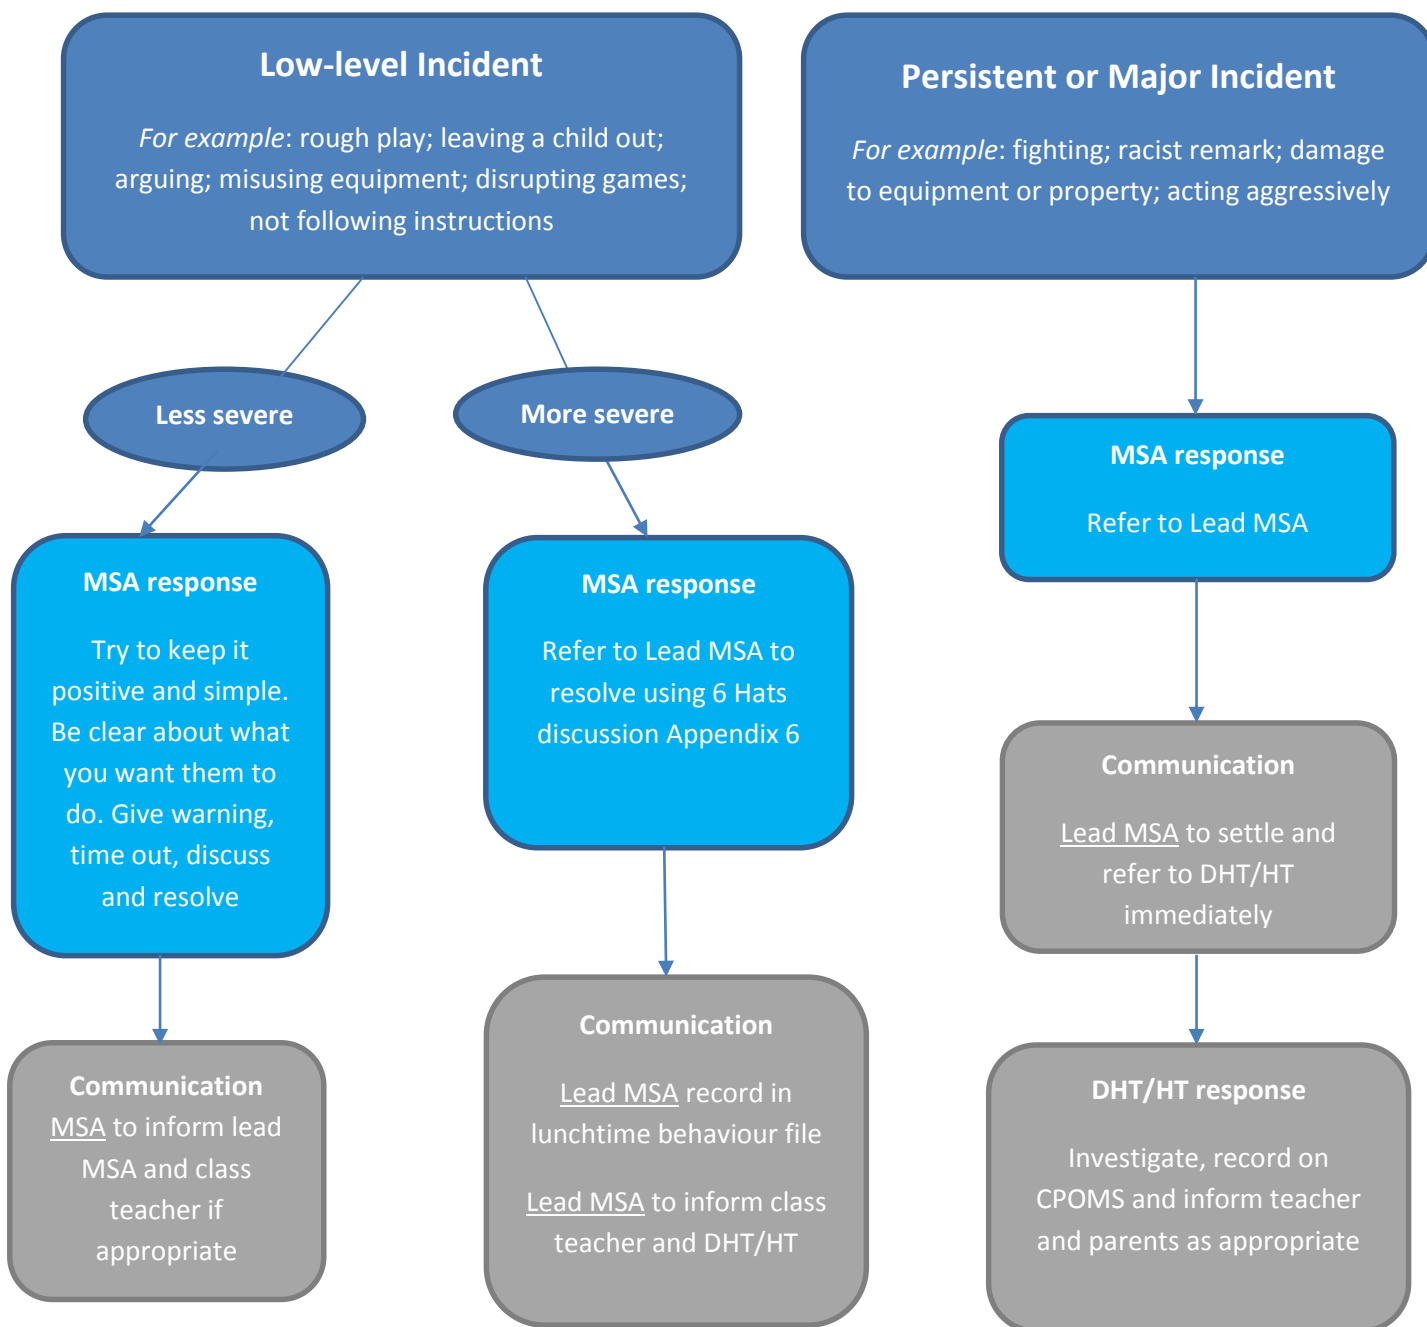 Low-level Incident
For example: rough play; leaving a child out;
arguing; misusing equipment; disrupting games;
not following instructions
Persistent or Major Incident
For example: fighting; racist remark; damage
to equipment or property; acting aggressively
Less severe
More severe
MSA response
Try to keep it
positive and simple.
Be clear about what
you want them to
do. Give warning,
time out, discuss
and resolve
MSA response
Refer to Lead MSA to
resolve using 6 Hats
discussion Appendix 6
MSA response
Refer to Lead MSA
Communication
Lead MSA to settle and
refer to DHT/HT
immediately
Communication
MSA to inform lead
MSA and class
teacher if
appropriate
Communication
Lead MSA record in
lunchtime behaviour file
Lead MSA to inform class
teacher and DHT/HT
DHT/HT response
Investigate, record on
CPOMS and inform teacher
and parents as appropriate